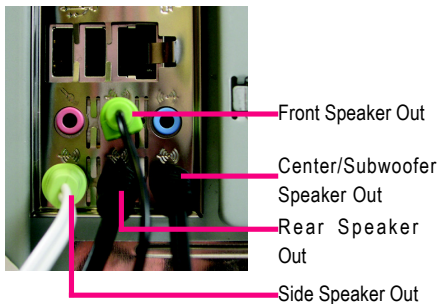 Front Speaker Out
Center/Subwoofer
Speaker Out
Rear Speaker
Out
Side Speaker Out